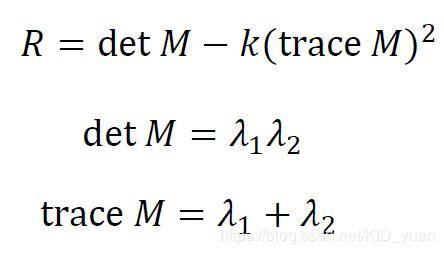 R = det M − k(trace M)²
det M = λ₁λ₂
trace M = λ₁ + λ₂
https://blog.csdn.net/KID_yuan